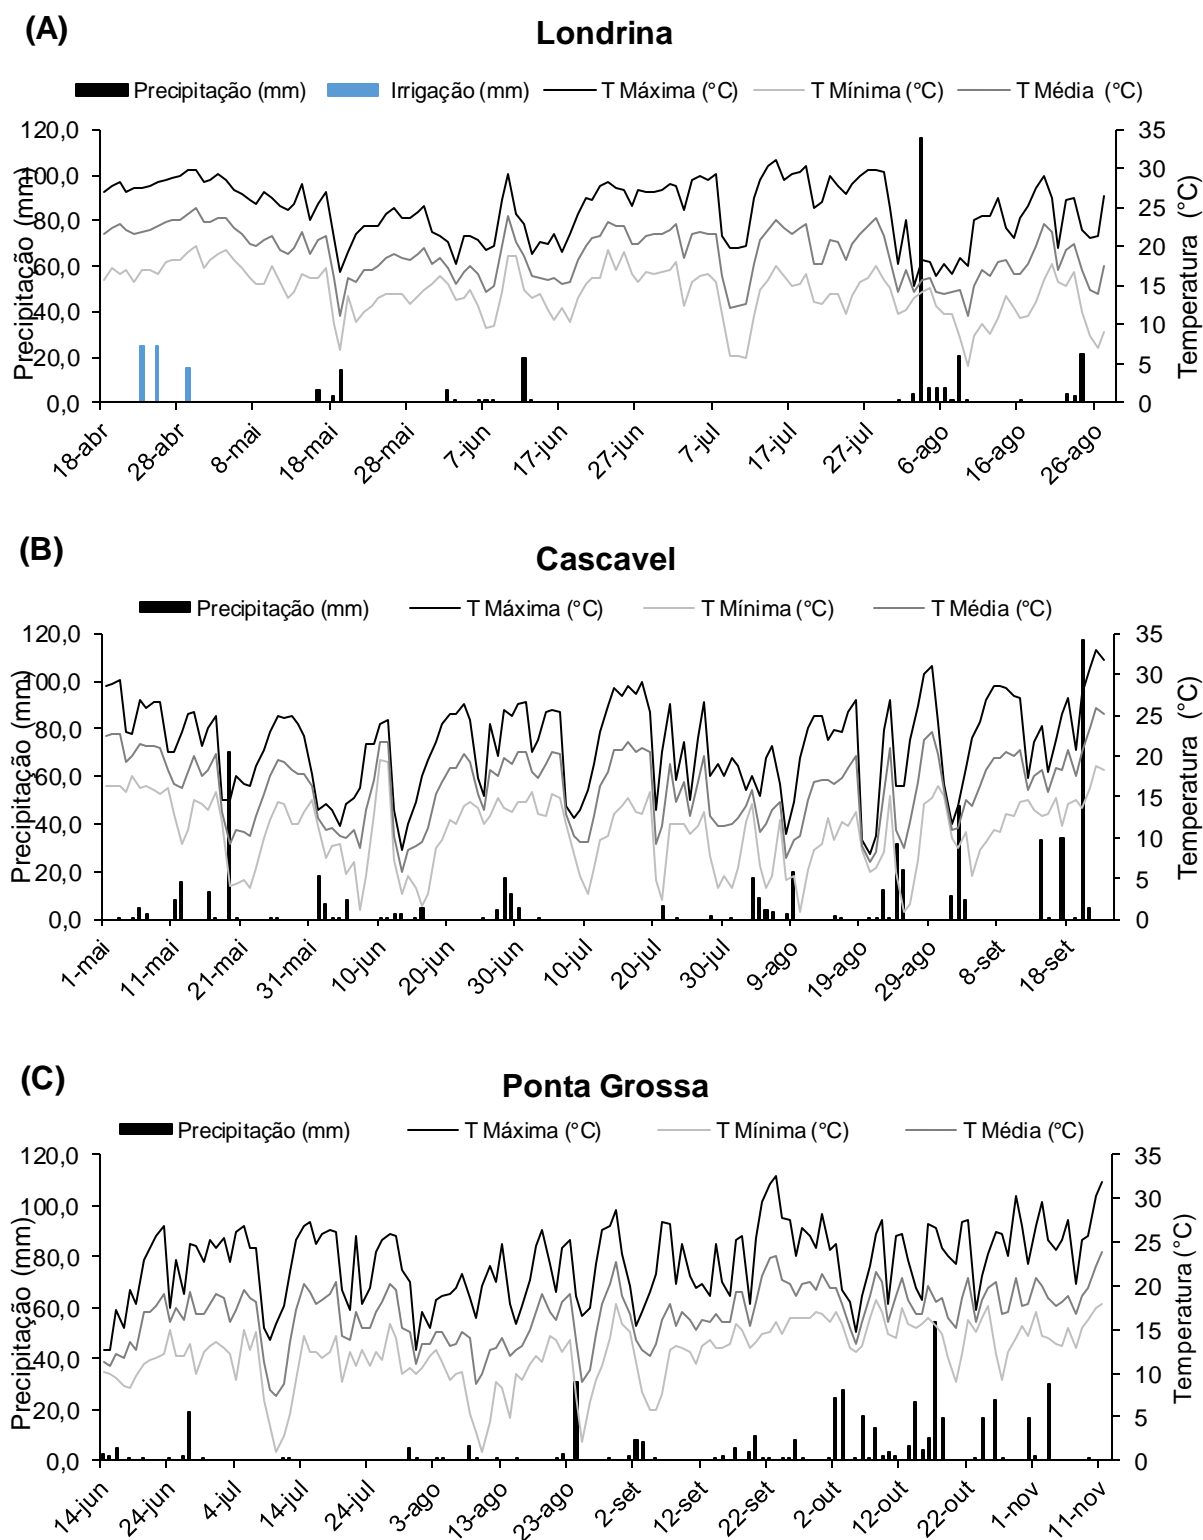 (A)
Londrina
Precipitação (mm) Irrigação (mm) T Máxima (°C) T Mínima (°C) T Média (°C)
120,0
100,0
80,0
60,0
40,0
20,0
0,0
Precipitação (mm)
35
30
25
20
15
10
5
0
Temperatura (°C)
18-abr 28-abr 8-mai 18-mai 28-mai 7-jun 17-jun 27-jun 7-jul 17-jul 27-jul 6-ago 16-ago 26-ago
(B)
Cascavel
Precipitação (mm) T Máxima (°C) T Mínima (°C) T Média (°C)
120,0
100,0
80,0
60,0
40,0
20,0
0,0
Precipitação (mm)
35
30
25
20
15
10
5
0
Temperatura (°C)
1-mai 11-mai 21-mai 31-mai 10-jun 20-jun 30-jun 10-jul 20-jul 30-jul 9-ago 19-ago 29-ago 8-set 18-set
(C)
Ponta Grossa
Precipitação (mm) T Máxima (°C) T Mínima (°C) T Média (°C)
120,0
100,0
80,0
60,0
40,0
20,0
0,0
Precipitação (mm)
35
30
25
20
15
10
5
0
Temperatura (°C)
14-jun 24-jun 4-jul 14-jul 24-jul 3-ago 13-ago 23-ago 2-set 12-set 22-set 2-out 12-out 22-out 1-nov 11-nov